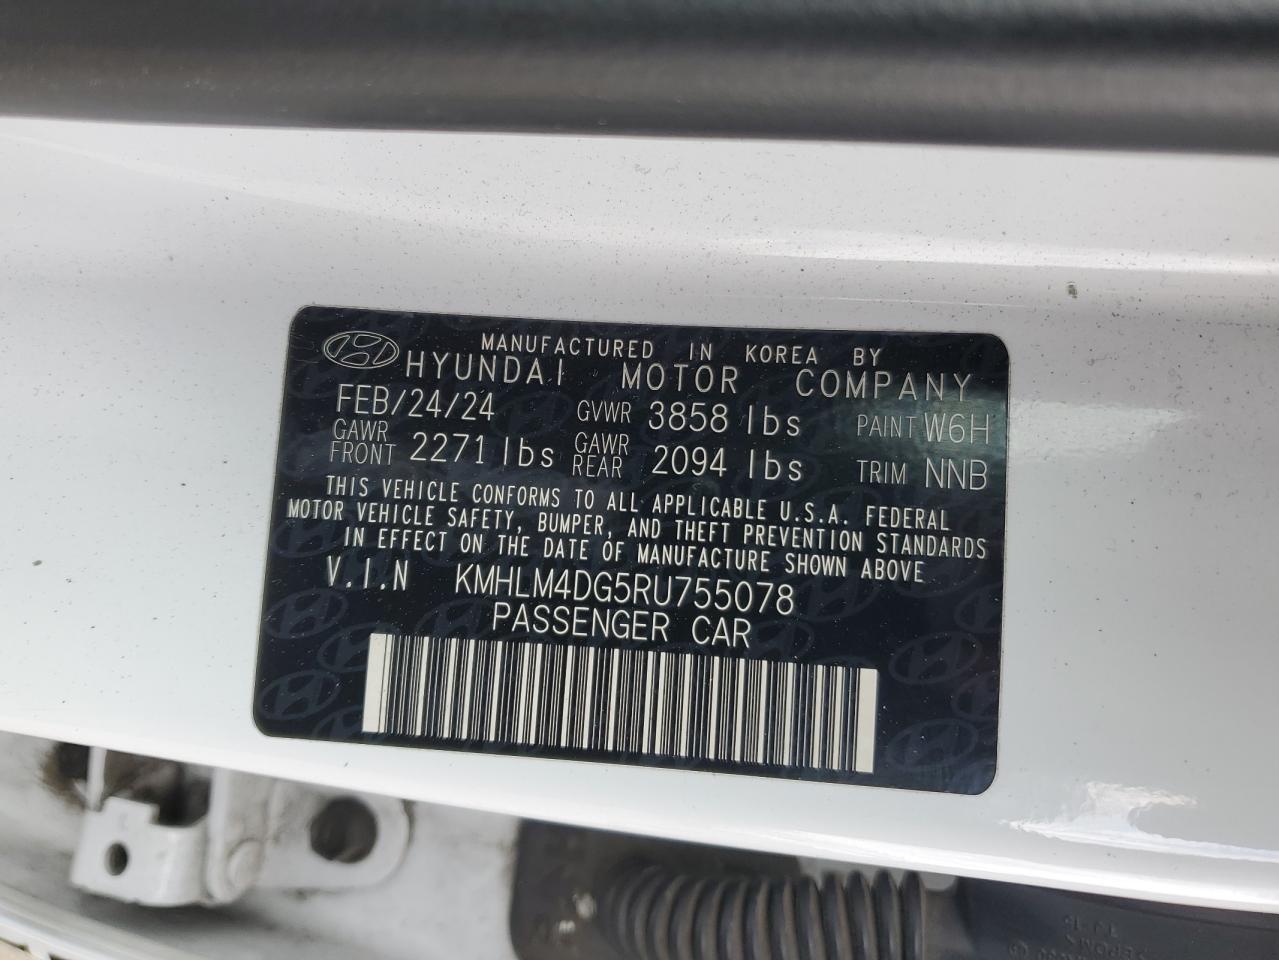 MANUFACTURED IN KOREA BY
HYUNDAI MOTOR COMPANY
FEB/24/24 GVWR 3858 lbs PAINT W6H
GAWR FRONT 2271 lbs GAWR REAR 2094 lbs TRIM NNB
THIS VEHICLE CONFORMS TO ALL APPLICABLE U.S.A. FEDERAL
MOTOR VEHICLE SAFETY, BUMPER, AND THEFT PREVENTION STANDARDS
IN EFFECT ON THE DATE OF MANUFACTURE SHOWN ABOVE
V.I.N KMHLM4DG5RU755078
PASSENGER CAR